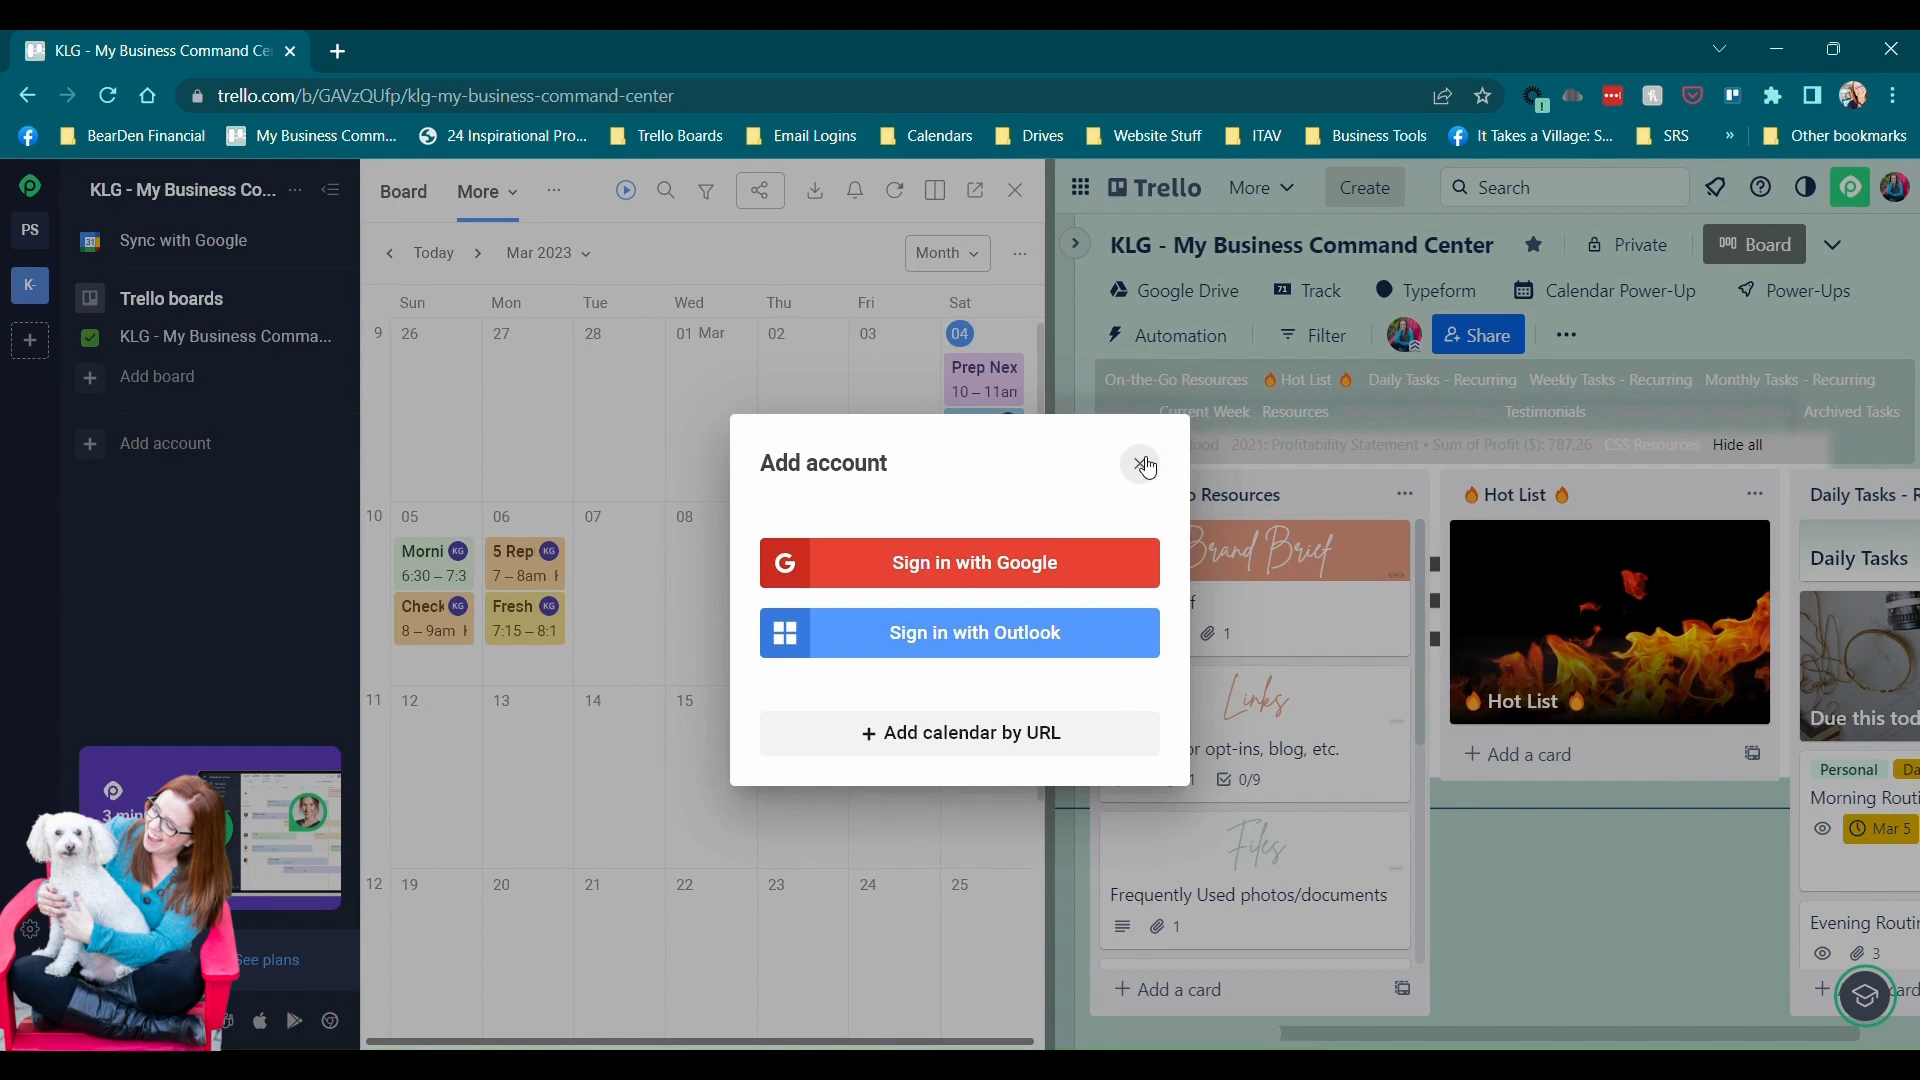 KLG - My Business Command Ce
trello.com/b/GAVzQUfp/klg-my-business-command-center
BearDen Financial
My Business Comm...
24 Inspirational Pro...
Trello Boards
Email Logins
Calendars
Drives
Website Stuff
ITAV
Business Tools
It Takes a Village: S...
SRS
»
Other bookmarks
KLG - My Business Co...
PS
Sync with Google
K-
Trello boards
KLG - My Business Comma...
Add board
Add account
See plans
Board
More
Today
Mar 2023
Month
Sun Mon Tue Wed Thu Fri Sat
9 26 27 28 01 Mar 02 03 04
Prep Nex
10 – 11am
10 05 06 07 08
Morni KG
6:30 – 7:3
Check KG
8 – 9am
5 Rep KG
7 – 8am
Fresh KG
7:15 – 8:1
11 12 13 14 15
12 19 20 21 22 23 24 25
Add account
Sign in with Google
Sign in with Outlook
+ Add calendar by URL
Trello
More
Create
Search
KLG - My Business Command Center
Private
Board
Google Drive
Track
Typeform
Calendar Power-Up
Power-Ups
Automation
Filter
Share
On-the-Go Resources 🔥 Hot List 🔥 Daily Tasks - Recurring Weekly Tasks - Recurring Monthly Tasks - Recurring
Current Week Resources Testimonials Archived Tasks
2021: Profitability Statement • Sum of Profit ($): 787.26 CSS Resources Hide all
Resources
Brand Brief
1
Links
or opt-ins, blog, etc.
1 0/9
Files
Frequently Used photos/documents
1
+ Add a card
🔥 Hot List 🔥
🔥 Hot List 🔥
+ Add a card
Daily Tasks - R
Daily Tasks
Due this tod
Personal Da
Morning Routi
Mar 5
Evening Routi
3